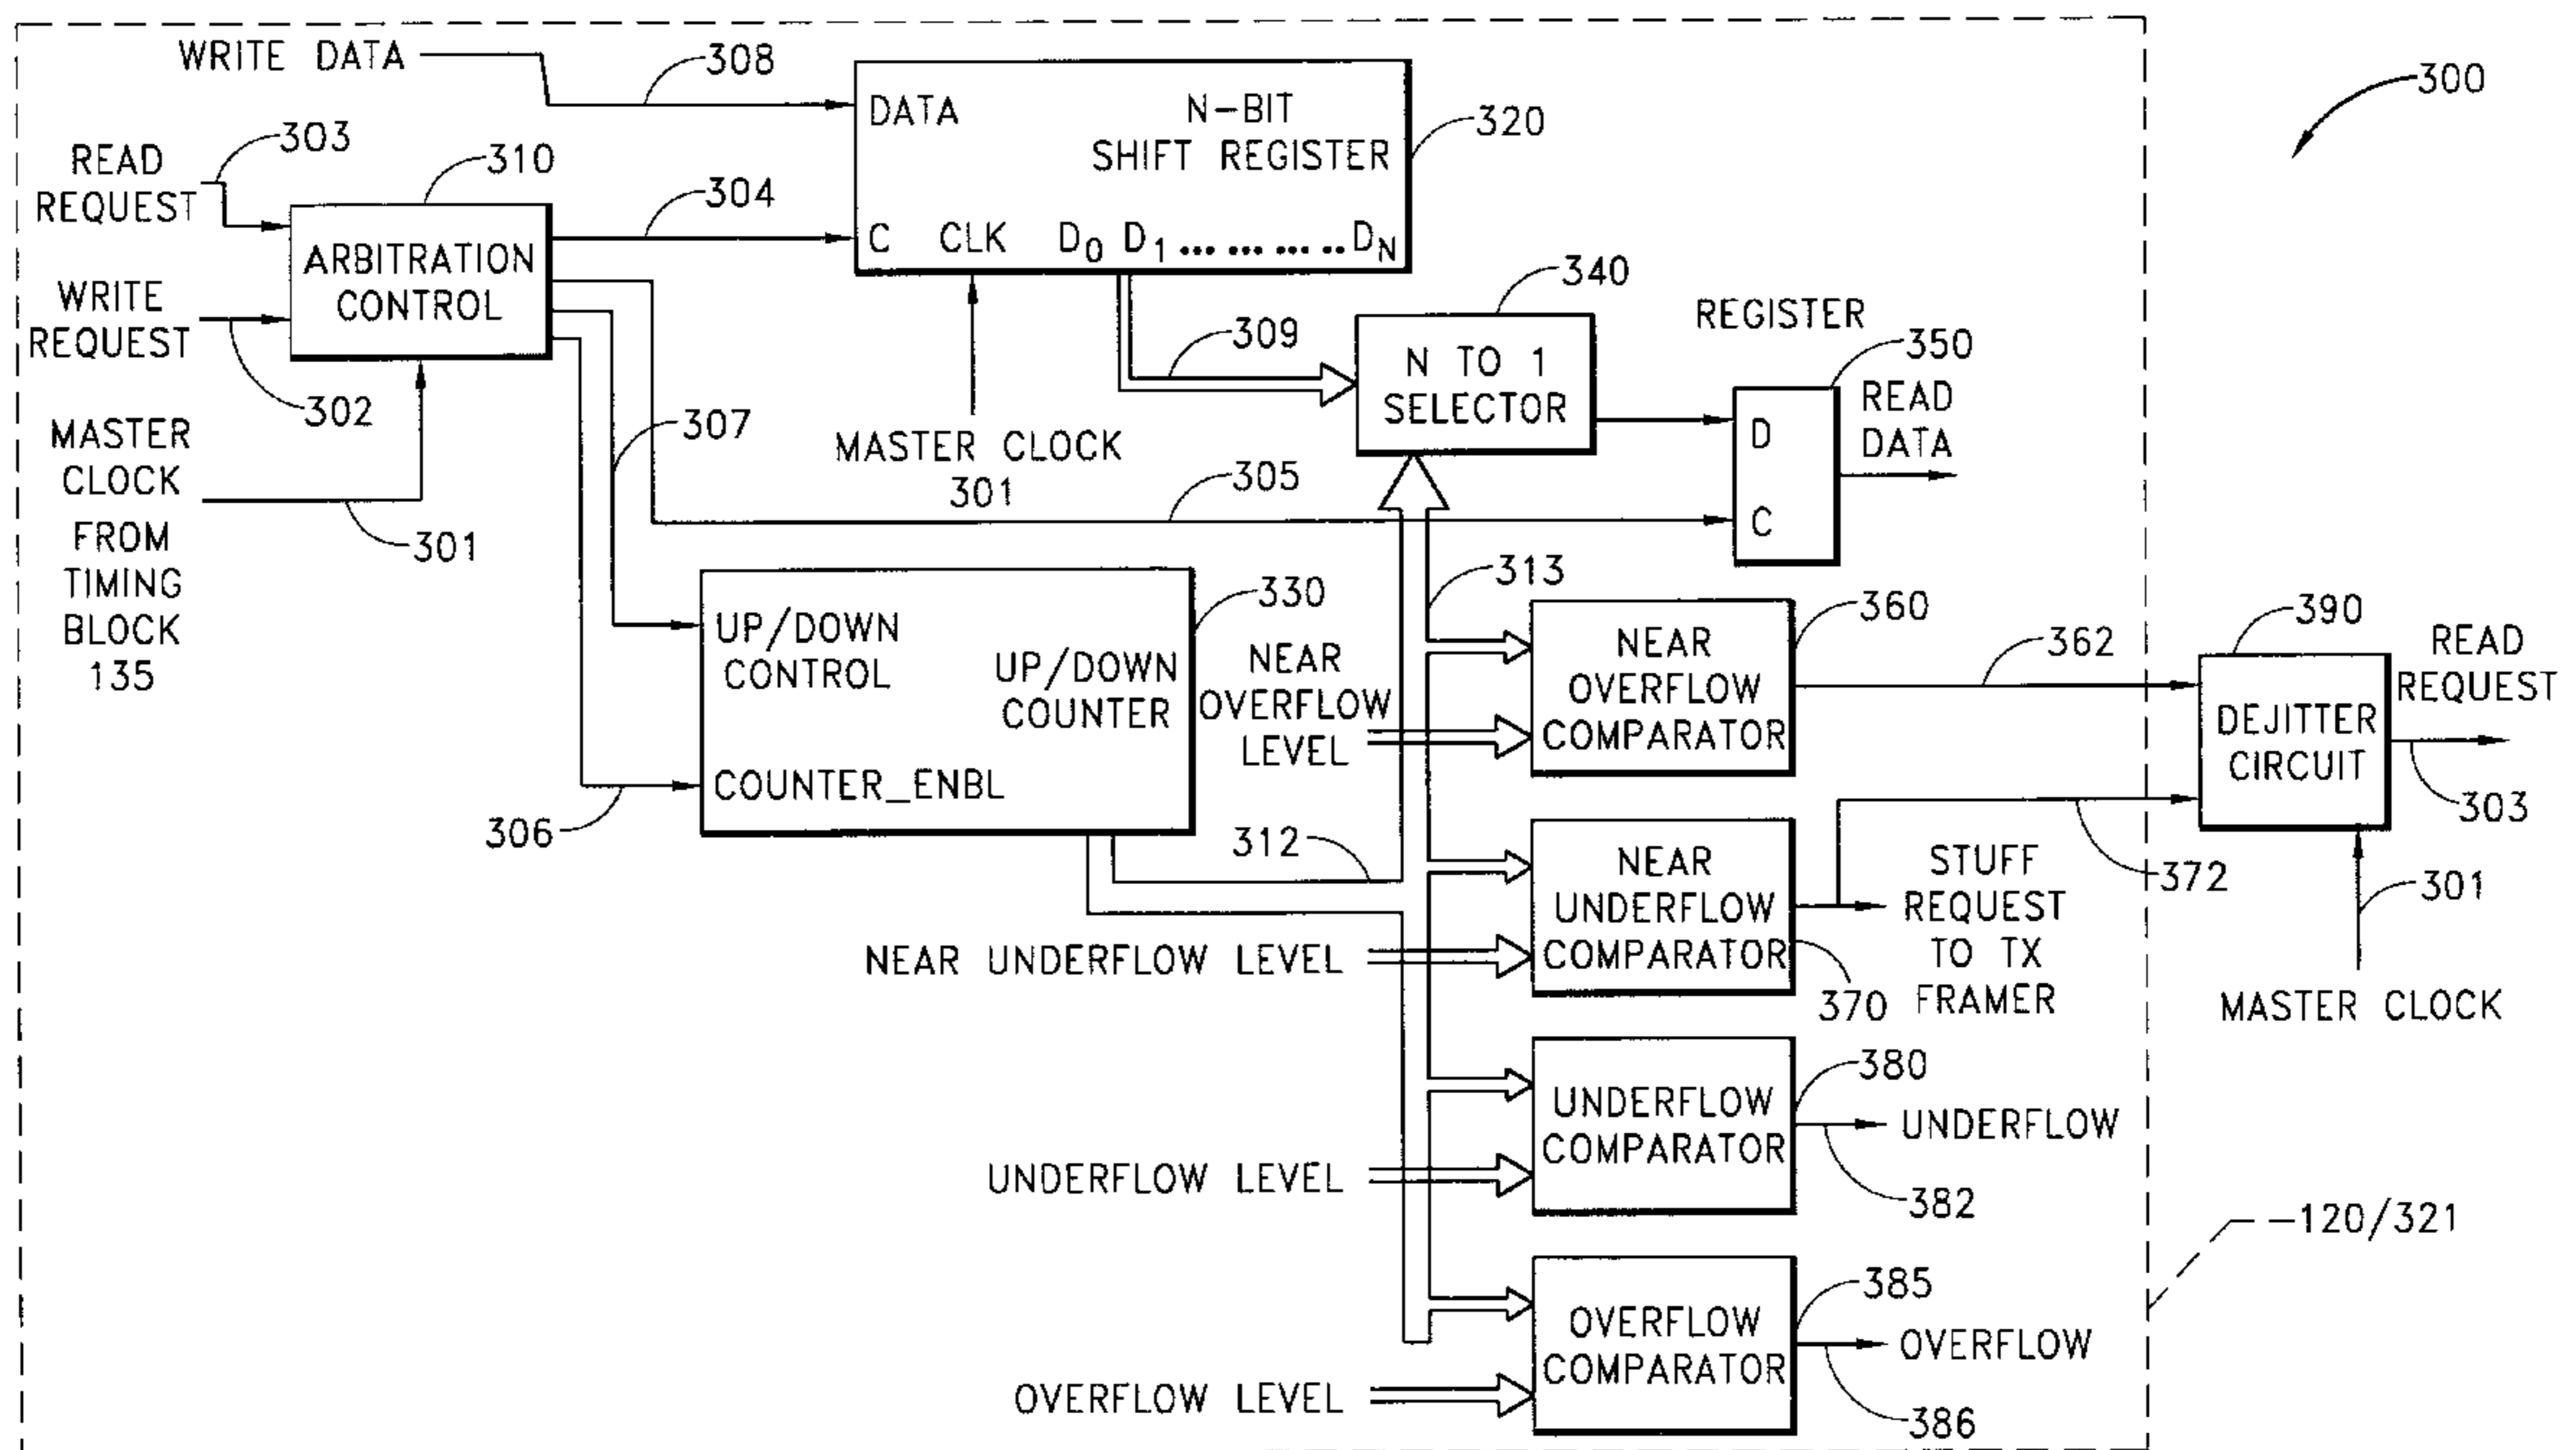 WRITE DATA
308
303
READ
REQUEST
310
ARBITRATION
CONTROL
304
WRITE
REQUEST
302
MASTER
CLOCK
301
FROM
TIMING
BLOCK
135
DATA
N-BIT
SHIFT REGISTER
320
C CLK D0 D1 ... ... ... .. DN
MASTER CLOCK
301
307
309
305
340
N TO 1
SELECTOR
REGISTER
350
D
C
READ
DATA
300
330
UP/DOWN
CONTROL
UP/DOWN
COUNTER
COUNTER_ENBL
306
312
313
NEAR
OVERFLOW
LEVEL
360
NEAR
OVERFLOW
COMPARATOR
362
390
DEJITTER
CIRCUIT
READ
REQUEST
303
301
MASTER CLOCK
NEAR UNDERFLOW LEVEL
NEAR
UNDERFLOW
COMPARATOR
370
372
STUFF
REQUEST
TO TX
FRAMER
UNDERFLOW LEVEL
380
UNDERFLOW
COMPARATOR
UNDERFLOW
382
120/321
OVERFLOW LEVEL
385
OVERFLOW
COMPARATOR
OVERFLOW
386